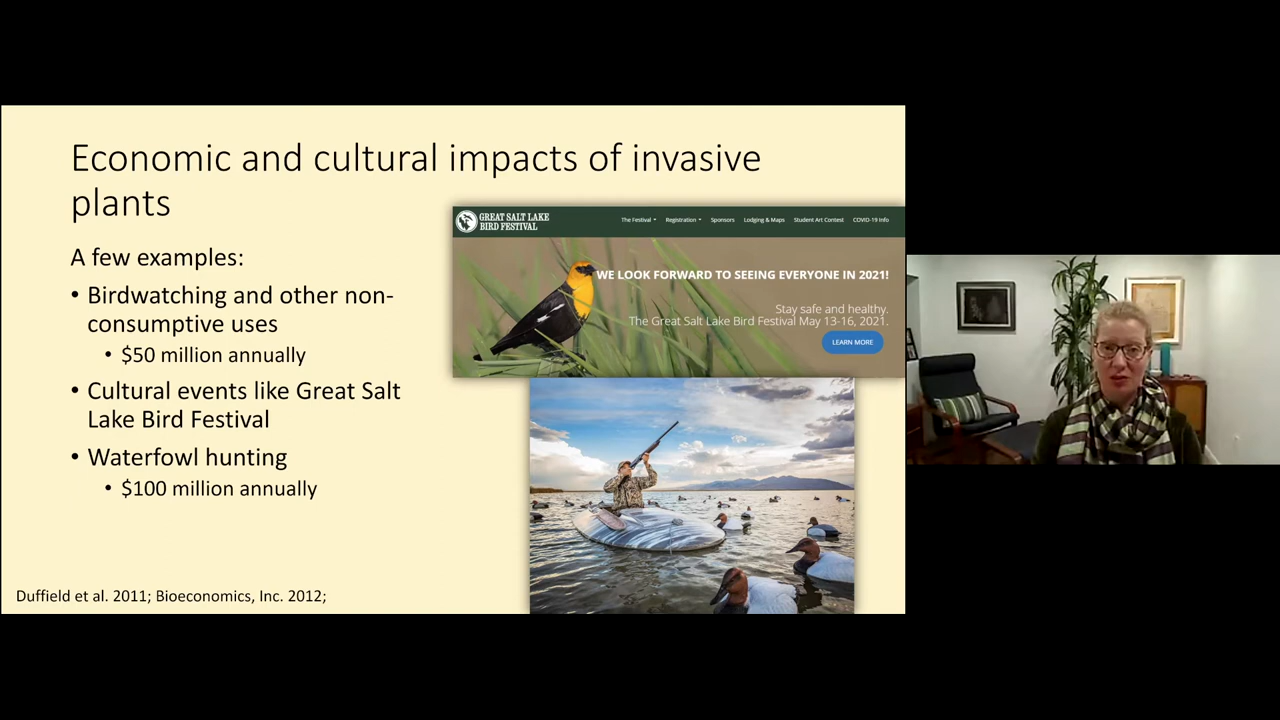 Economic and cultural impacts of invasive
plants
A few examples:
• Birdwatching and other non-
consumptive uses
• $50 million annually
• Cultural events like Great Salt
Lake Bird Festival
• Waterfowl hunting
• $100 million annually
Duffield et al. 2011; Bioeconomics, Inc. 2012;
GREAT SALT LAKE
BIRD FESTIVAL
The Festival Registration Sponsors Lodging & Maps Student Art Contest COVID-19 Info
WE LOOK FORWARD TO SEEING EVERYONE IN 2021!
Stay safe and healthy.
The Great Salt Lake Bird Festival May 13-16, 2021.
LEARN MORE